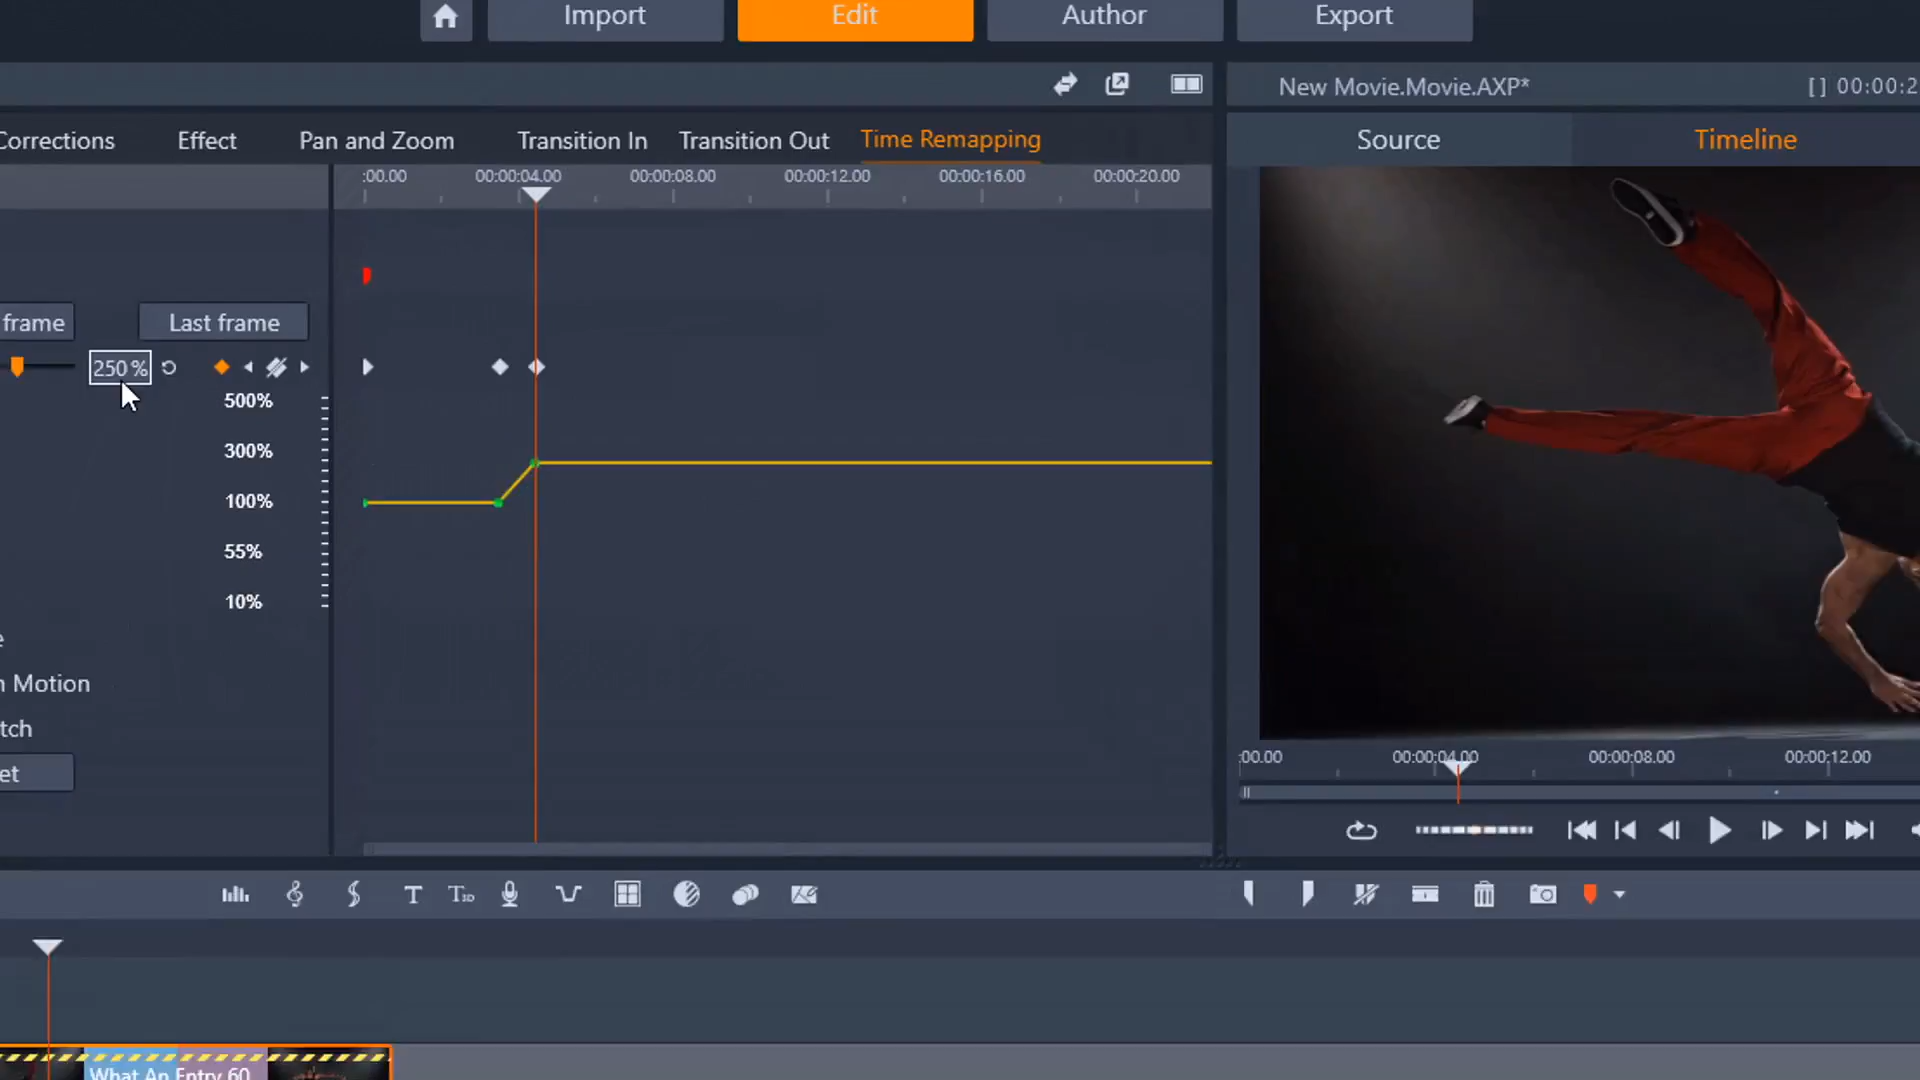 Import Edit Author Export
New Movie.Movie.AXP* [ ] 00:00:2
Corrections Effect Pan and Zoom Transition In Transition Out Time Remapping Source Timeline
:00.00 00:00:04.00 00:00:08.00 00:00:12.00 00:00:16.00 00:00:20.00
frame Last frame
250 %
500%
300%
100%
55%
10%
e
n Motion
tch
et
:00.00 00:00:04.00 00:00:08.00 00:00:12.00
T T3D
What An Entry 60